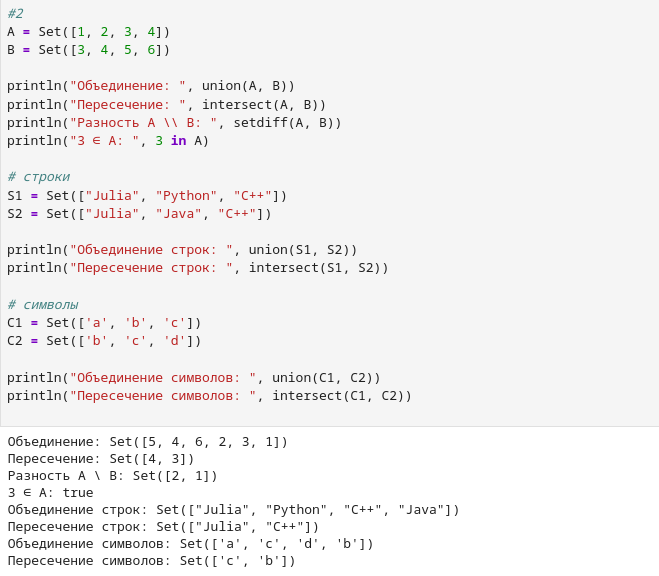 #2
A = Set([1, 2, 3, 4])
B = Set([3, 4, 5, 6])
println("Объединение: ", union(A, B))
println("Пересечение: ", intersect(A, B))
println("Разность A \\ B: ", setdiff(A, B))
println("3 ∈ A: ", 3 in A)
# строки
S1 = Set(["Julia", "Python", "C++"])
S2 = Set(["Julia", "Java", "C++"])
println("Объединение строк: ", union(S1, S2))
println("Пересечение строк: ", intersect(S1, S2))
# символы
C1 = Set(['a', 'b', 'c'])
C2 = Set(['b', 'c', 'd'])
println("Объединение символов: ", union(C1, C2))
println("Пересечение символов: ", intersect(C1, C2))
Объединение: Set([5, 4, 6, 2, 3, 1])
Пересечение: Set([4, 3])
Разность A \ B: Set([2, 1])
3 ∈ A: true
Объединение строк: Set(["Julia", "Python", "C++", "Java"])
Пересечение строк: Set(["Julia", "C++"])
Объединение символов: Set(['a', 'c', 'd', 'b'])
Пересечение символов: Set(['c', 'b'])